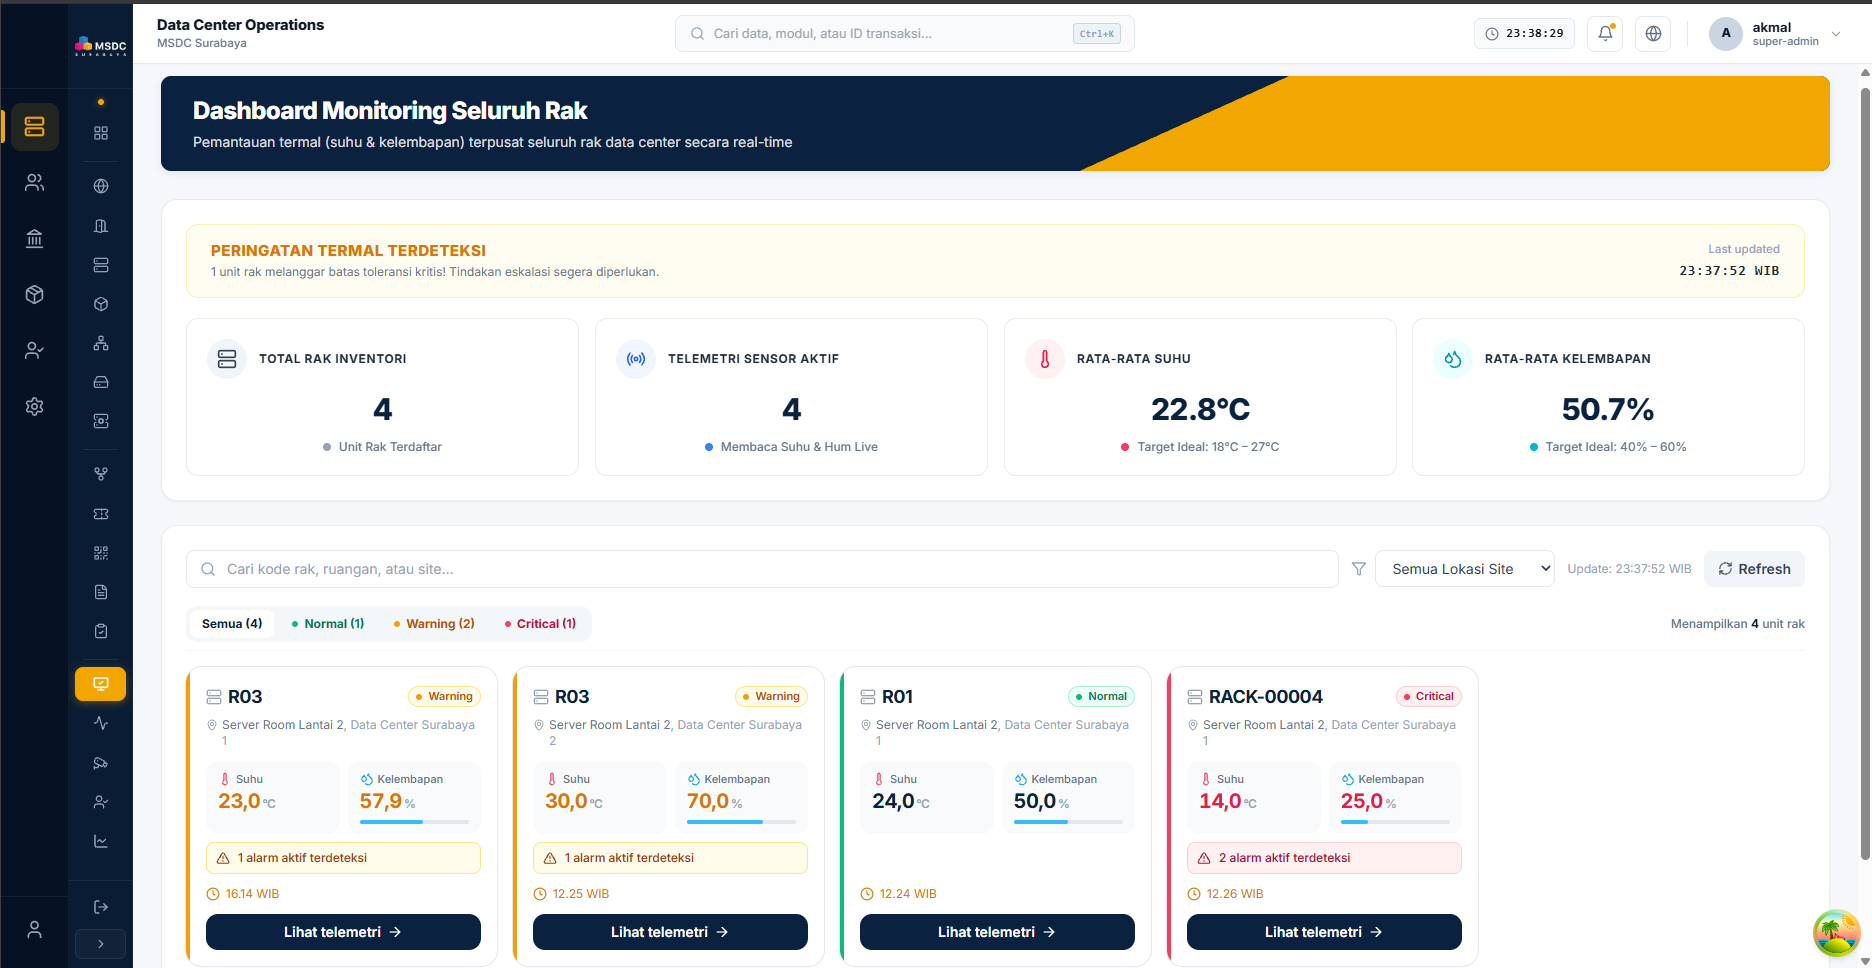 MSDC
SURABAYA
Data Center Operations
MSDC Surabaya
Cari data, modul, atau ID transaksi...
Ctrl+K
23:38:29
A
akmal
super-admin
Dashboard Monitoring Seluruh Rak
Pemantauan termal (suhu & kelembapan) terpusat seluruh rak data center secara real-time
PERINGATAN TERMAL TERDETEKSI
1 unit rak melanggar batas toleransi kritis! Tindakan eskalasi segera diperlukan.
Last updated
23:37:52 WIB
TOTAL RAK INVENTORI
4
Unit Rak Terdaftar
TELEMETRI SENSOR AKTIF
4
Membaca Suhu & Hum Live
RATA-RATA SUHU
22.8°C
Target Ideal: 18°C – 27°C
RATA-RATA KELEMBAPAN
50.7%
Target Ideal: 40% – 60%
Cari kode rak, ruangan, atau site...
Semua Lokasi Site
Update: 23:37:52 WIB
Refresh
Semua (4)
Normal (1)
Warning (2)
Critical (1)
Menampilkan 4 unit rak
R03
Warning
Server Room Lantai 2, Data Center Surabaya
1
Suhu
23,0 °C
Kelembapan
57,9 %
1 alarm aktif terdeteksi
16.14 WIB
Lihat telemetri →
R03
Warning
Server Room Lantai 2, Data Center Surabaya
2
Suhu
30,0 °C
Kelembapan
70,0 %
1 alarm aktif terdeteksi
12.25 WIB
Lihat telemetri →
R01
Normal
Server Room Lantai 2, Data Center Surabaya
1
Suhu
24,0 °C
Kelembapan
50,0 %
12.24 WIB
Lihat telemetri →
RACK-00004
Critical
Server Room Lantai 2, Data Center Surabaya
1
Suhu
14,0 °C
Kelembapan
25,0 %
2 alarm aktif terdeteksi
12.26 WIB
Lihat telemetri →